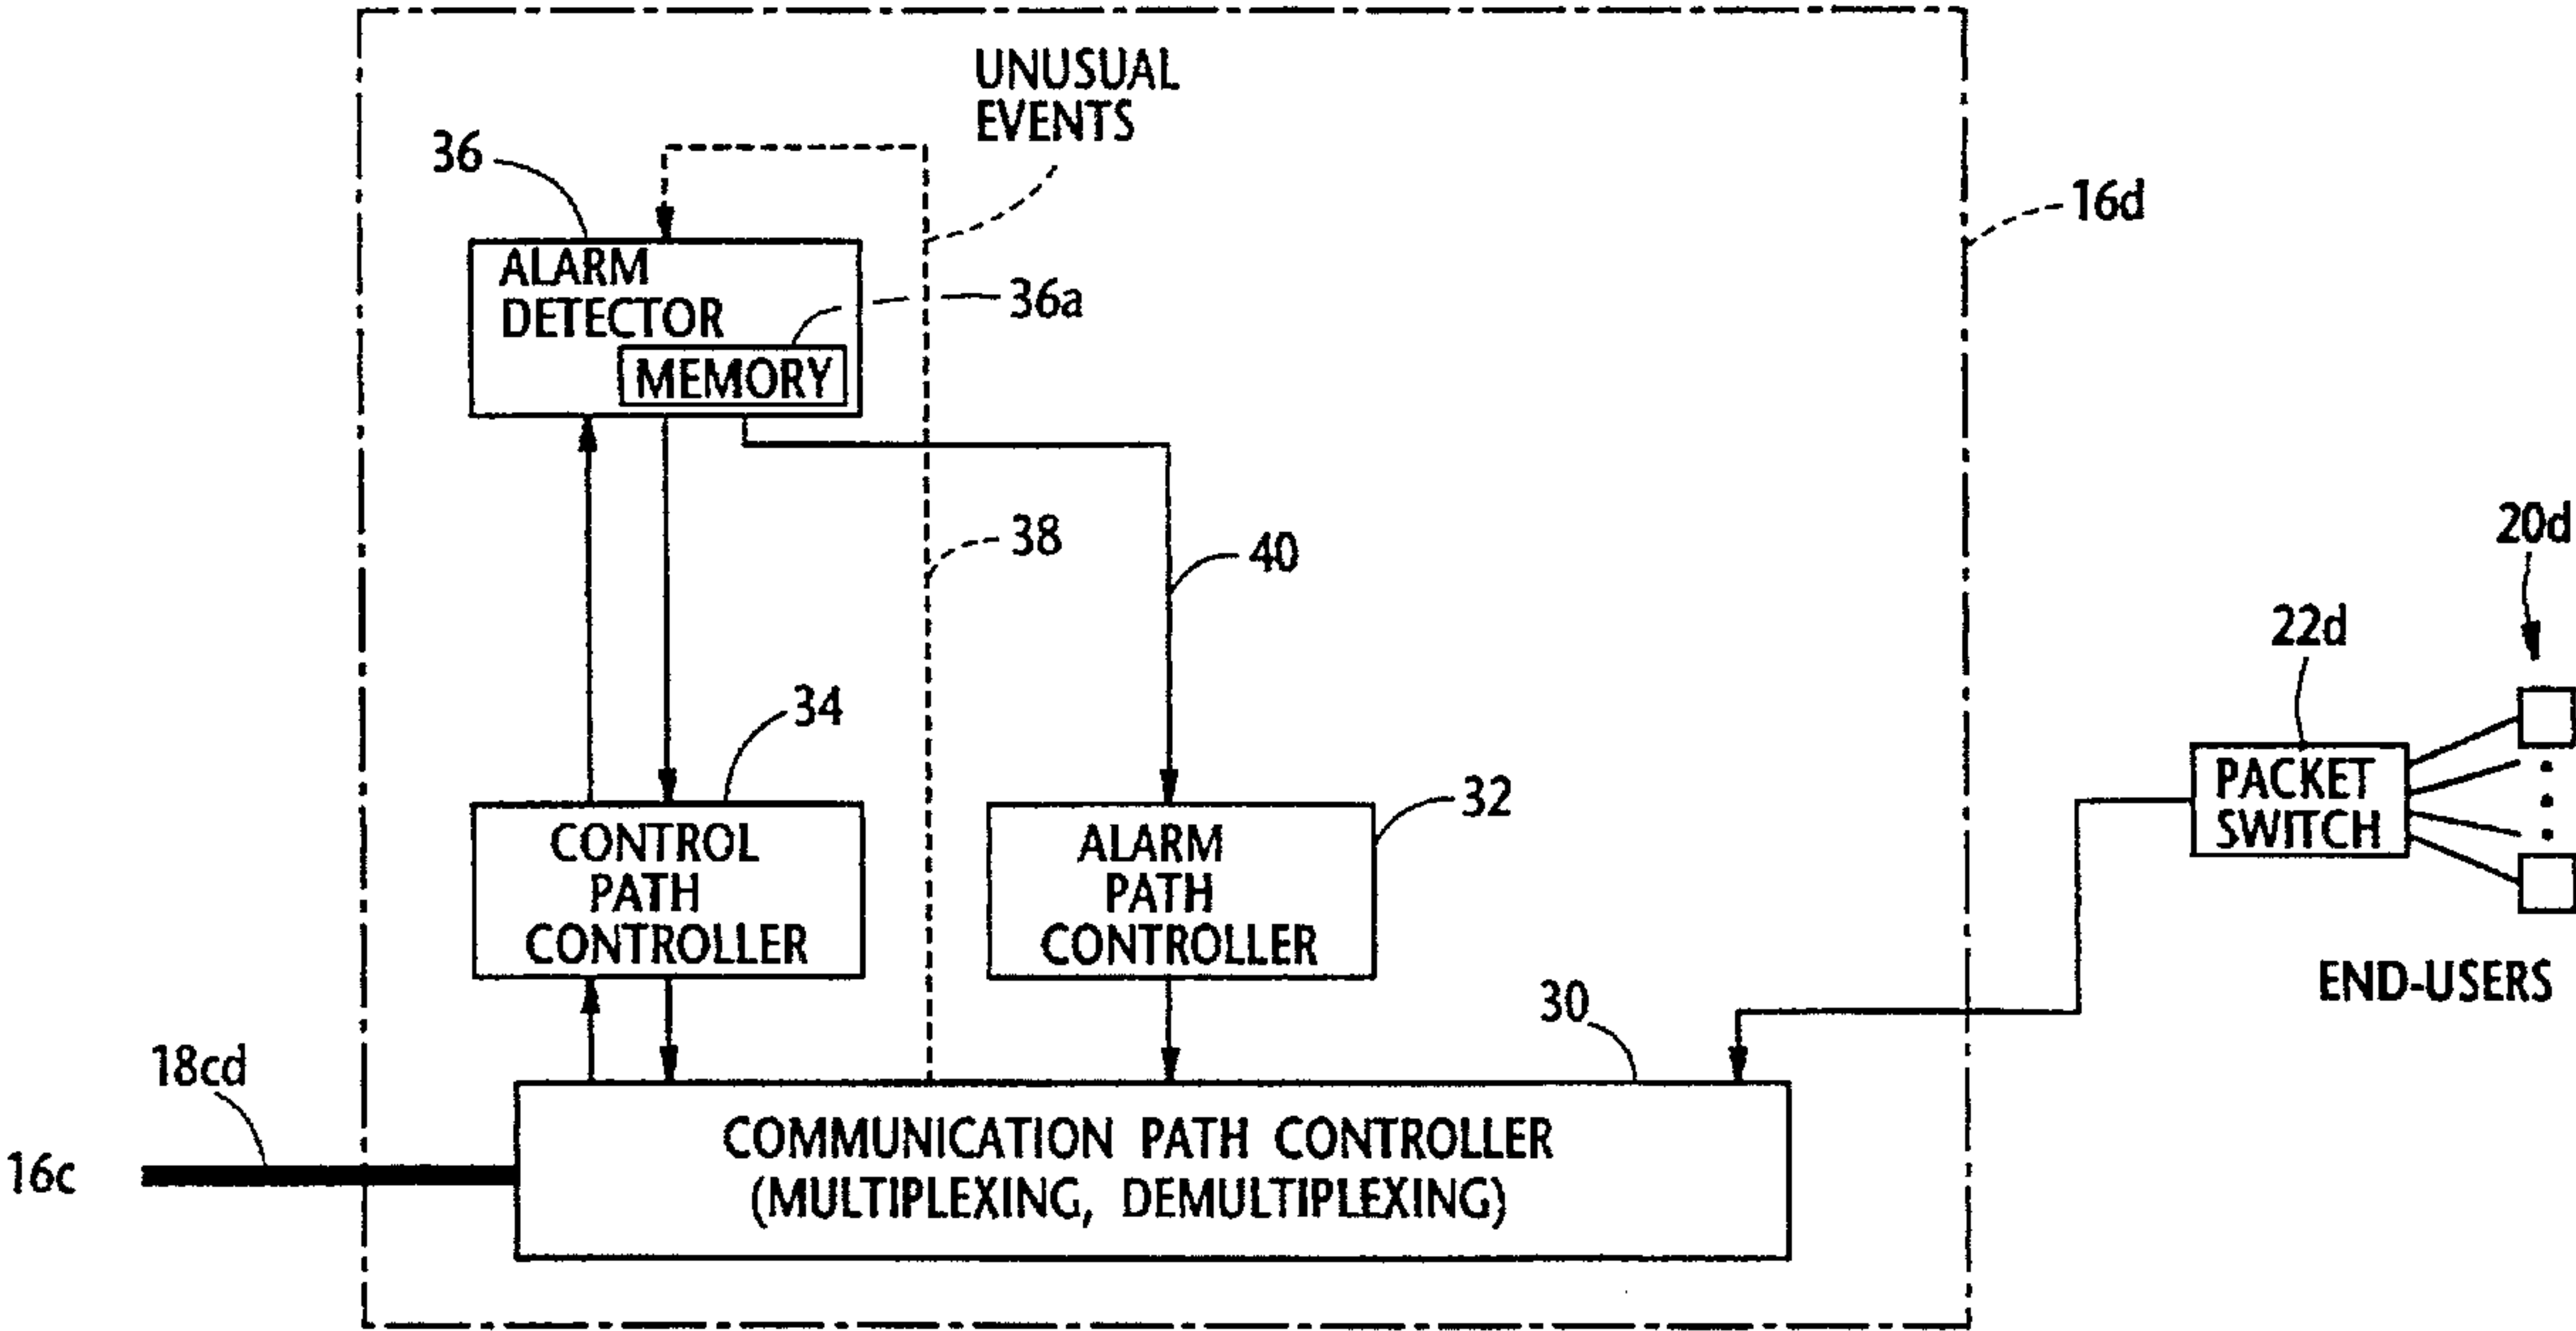 UNUSUAL
EVENTS
36
16d
ALARM
DETECTOR
36a
MEMORY
38
40
20d
22d
34
32
PACKET
SWITCH
CONTROL
PATH
CONTROLLER
ALARM
PATH
CONTROLLER
END-USERS
30
18cd
16c
COMMUNICATION PATH CONTROLLER
(MULTIPLEXING, DEMULTIPLEXING)